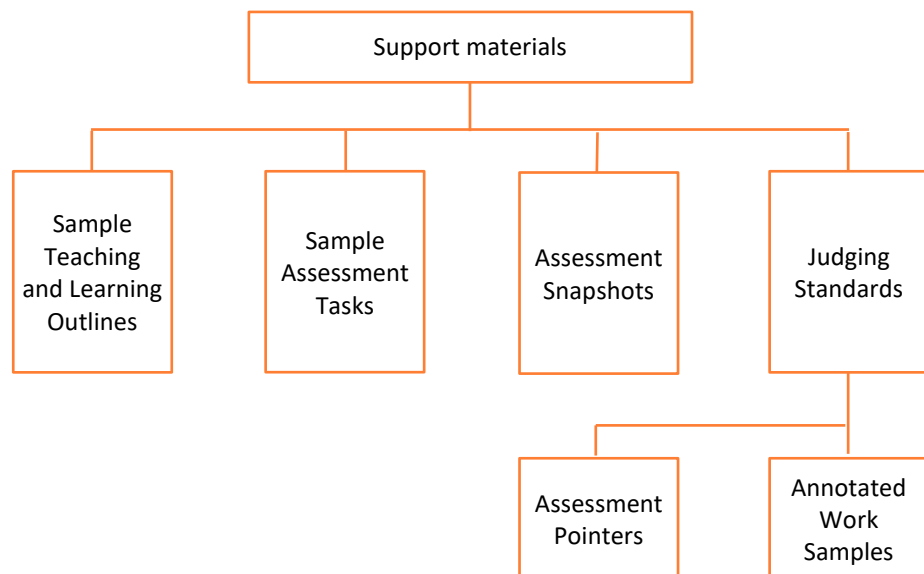 Support materials
Sample
Teaching
and Learning
Outlines
Sample
Assessment
Tasks
Assessment
Snapshots
Judging
Standards
Assessment
Pointers
Annotated
Work
Samples